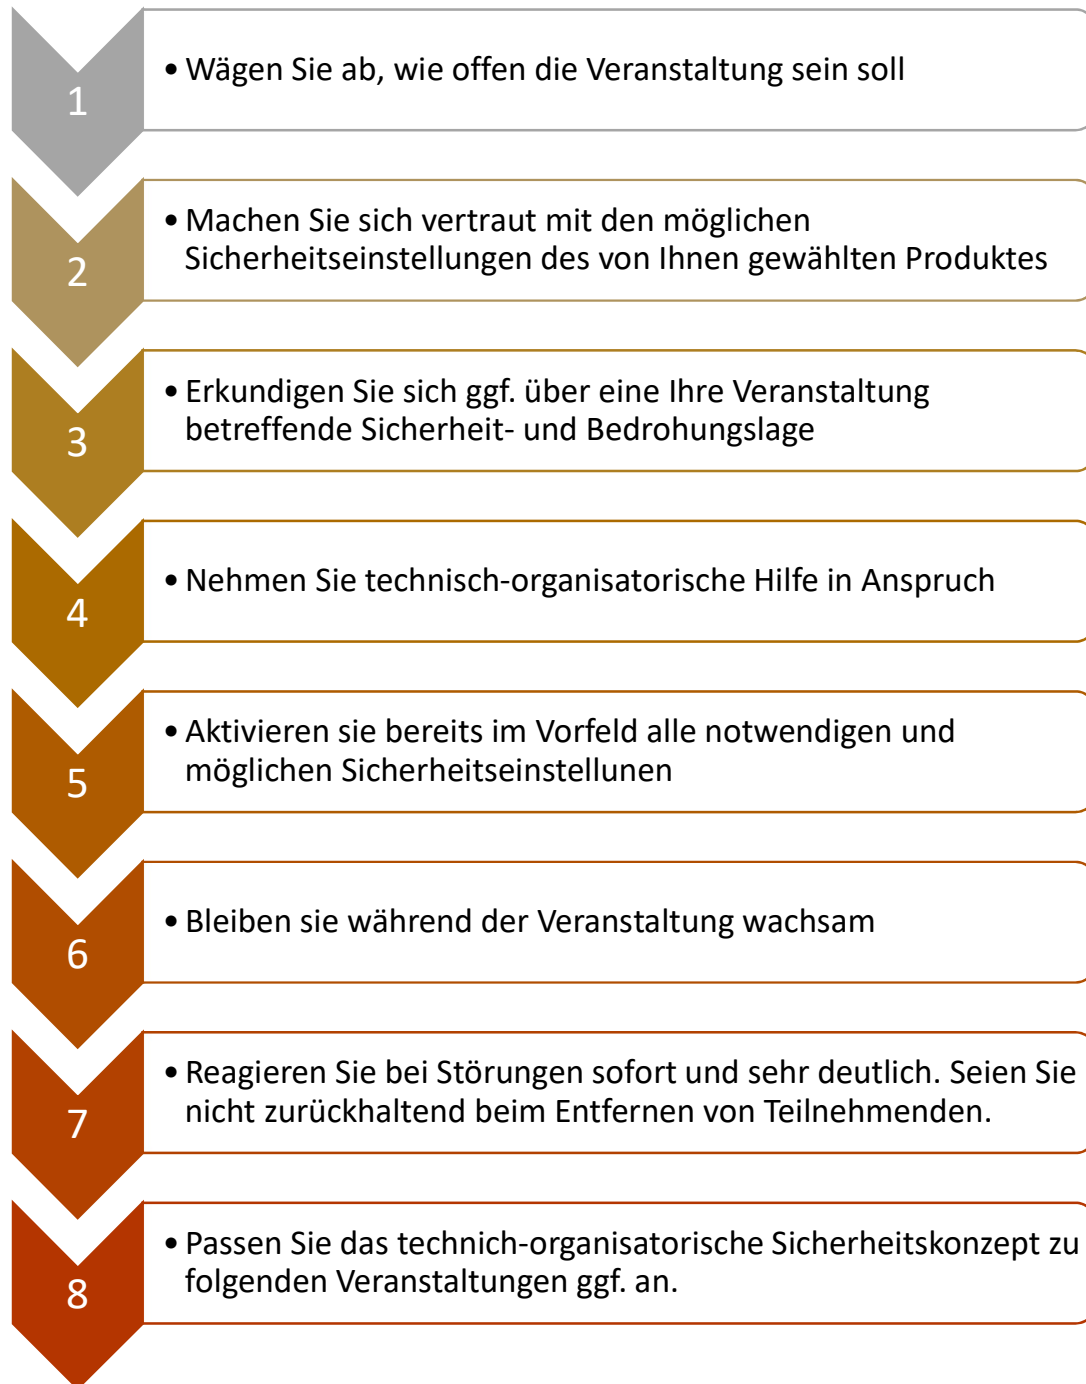 1
• Wägen Sie ab, wie offen die Veranstaltung sein soll
2
• Machen Sie sich vertraut mit den möglichen
Sicherheitseinstellungen des von Ihnen gewählten Produktes
3
• Erkundigen Sie sich ggf. über eine Ihre Veranstaltung
betreffende Sicherheit- und Bedrohungslage
4
• Nehmen Sie technisch-organisatorische Hilfe in Anspruch
5
• Aktivieren sie bereits im Vorfeld alle notwendigen und
möglichen Sicherheitseinstellunen
6
• Bleiben sie während der Veranstaltung wachsam
7
• Reagieren Sie bei Störungen sofort und sehr deutlich. Seien Sie
nicht zurückhaltend beim Entfernen von Teilnehmenden.
8
• Passen Sie das technich-organisatorische Sicherheitskonzept zu
folgenden Veranstaltungen ggf. an.